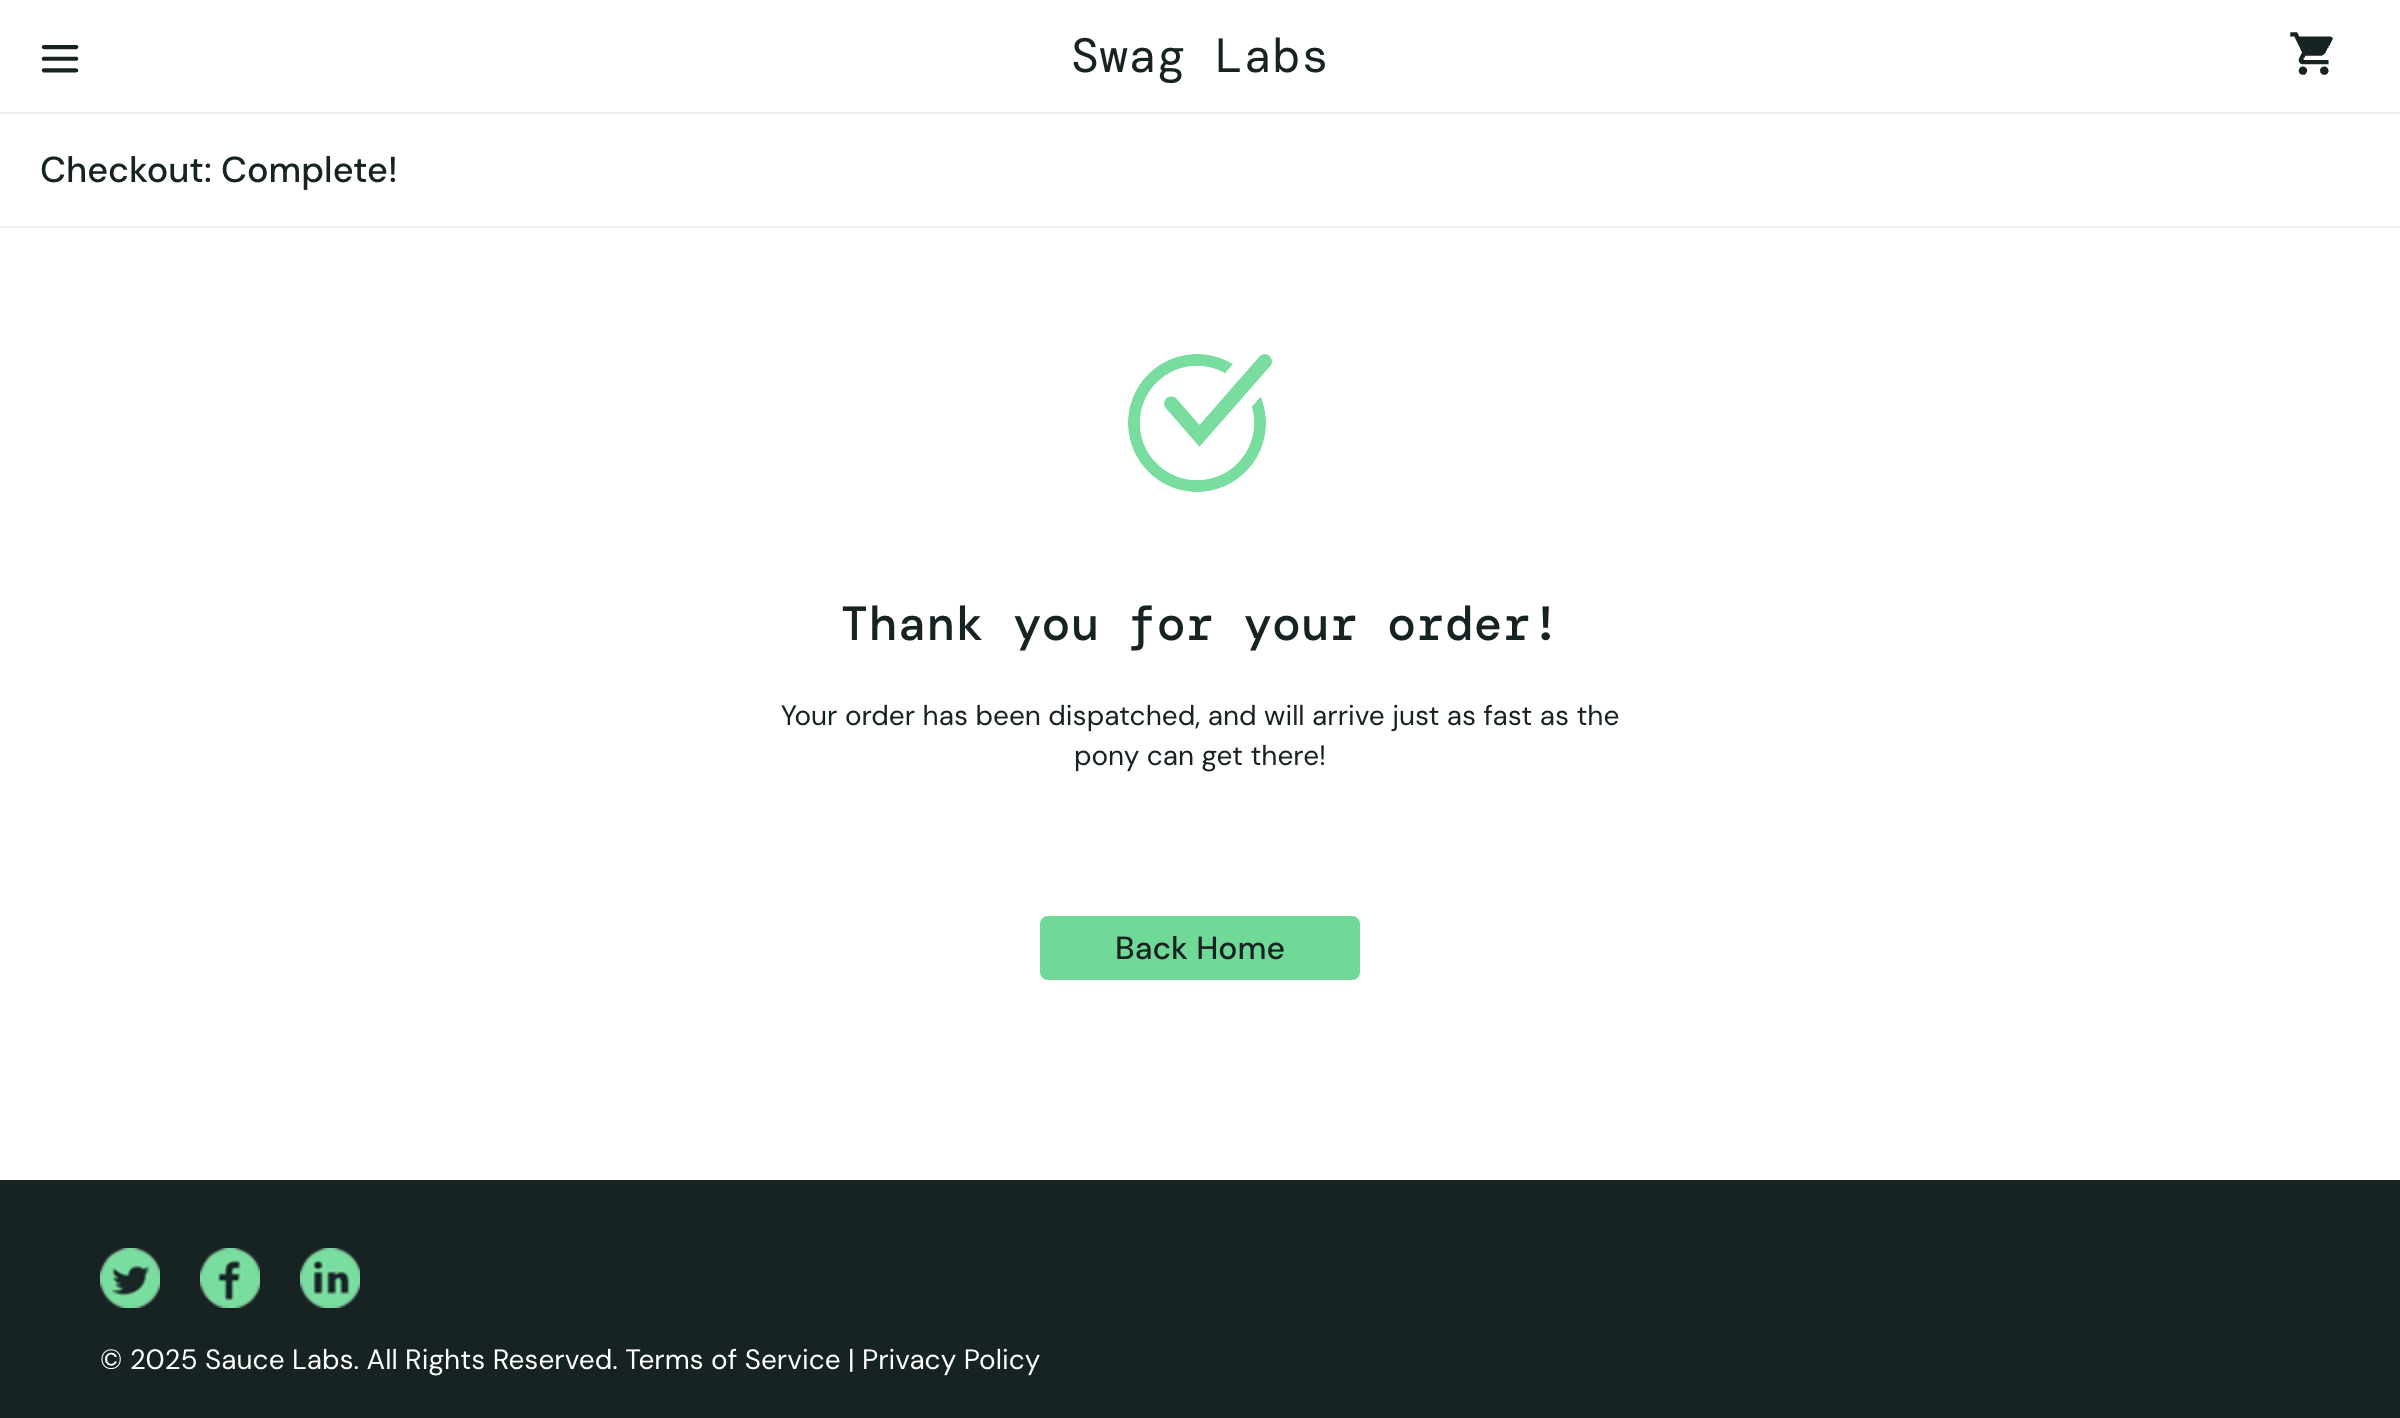 Swag Labs
Checkout: Complete!
Thank you for your order!
Your order has been dispatched, and will arrive just as fast as the
pony can get there!
Back Home
© 2025 Sauce Labs. All Rights Reserved. Terms of Service | Privacy Policy